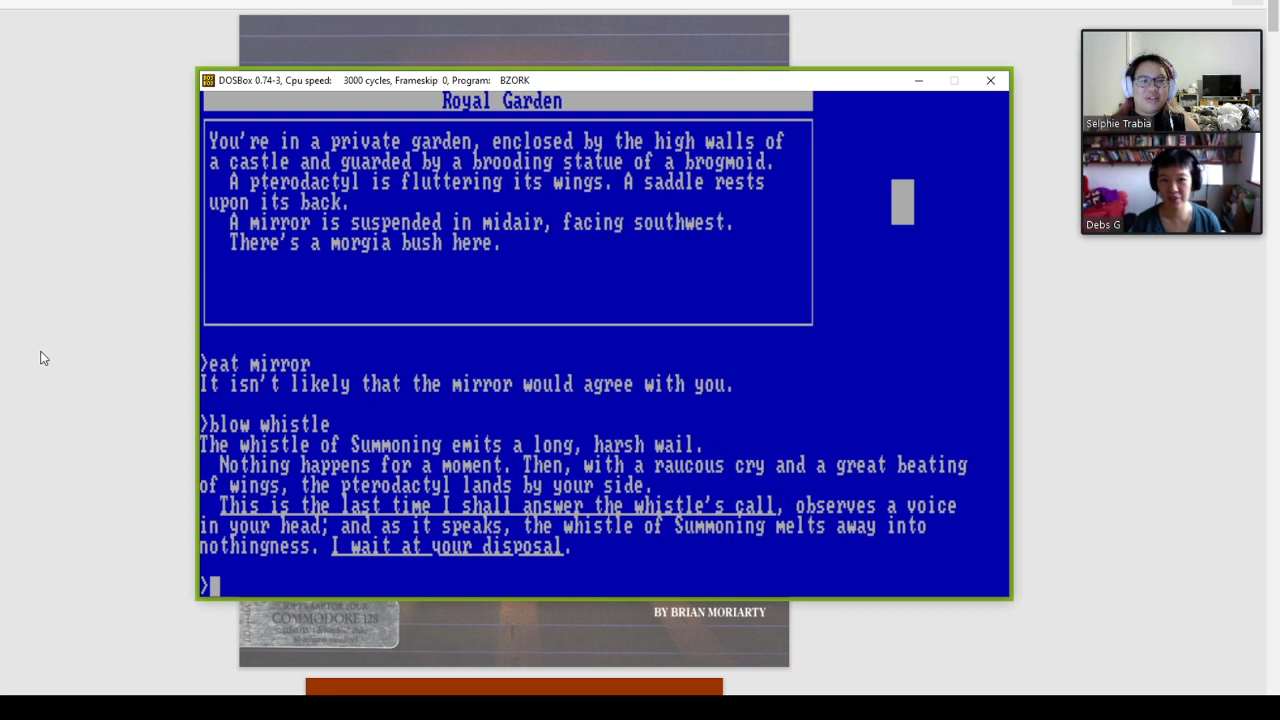 DOSBox 0.74-3, Cpu speed: 3000 cycles, Frameskip 0, Program: BZORK
Royal Garden
You're in a private garden, enclosed by the high walls of
a castle and guarded by a brooding statue of a brogmoid.
A pterodactyl is fluttering its wings. A saddle rests
upon its back.
A mirror is suspended in midair, facing southwest.
There's a morgia bush here.
>eat mirror
It isn't likely that the mirror would agree with you.
>blow whistle
The whistle of Summoning emits a long, harsh wail.
Nothing happens for a moment. Then, with a raucous cry and a great beating
of wings, the pterodactyl lands by your side.
This is the last time I shall answer the whistle's call, observes a voice
in your head; and as it speaks, the whistle of Summoning melts away into
nothingness. I wait at your disposal.
>
SOFTWARE FOR YOUR
COMMODORE 128
BY BRIAN MORIARTY
Selphie Trabia
Debs G